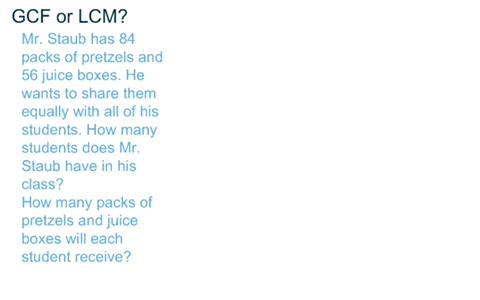 GCF or LCM?
Mr. Staub has 84
packs of pretzels and
56 juice boxes. He
wants to share them
equally with all of his
students. How many
students does Mr.
Staub have in his
class?
How many packs of
pretzels and juice
boxes will each
student receive?